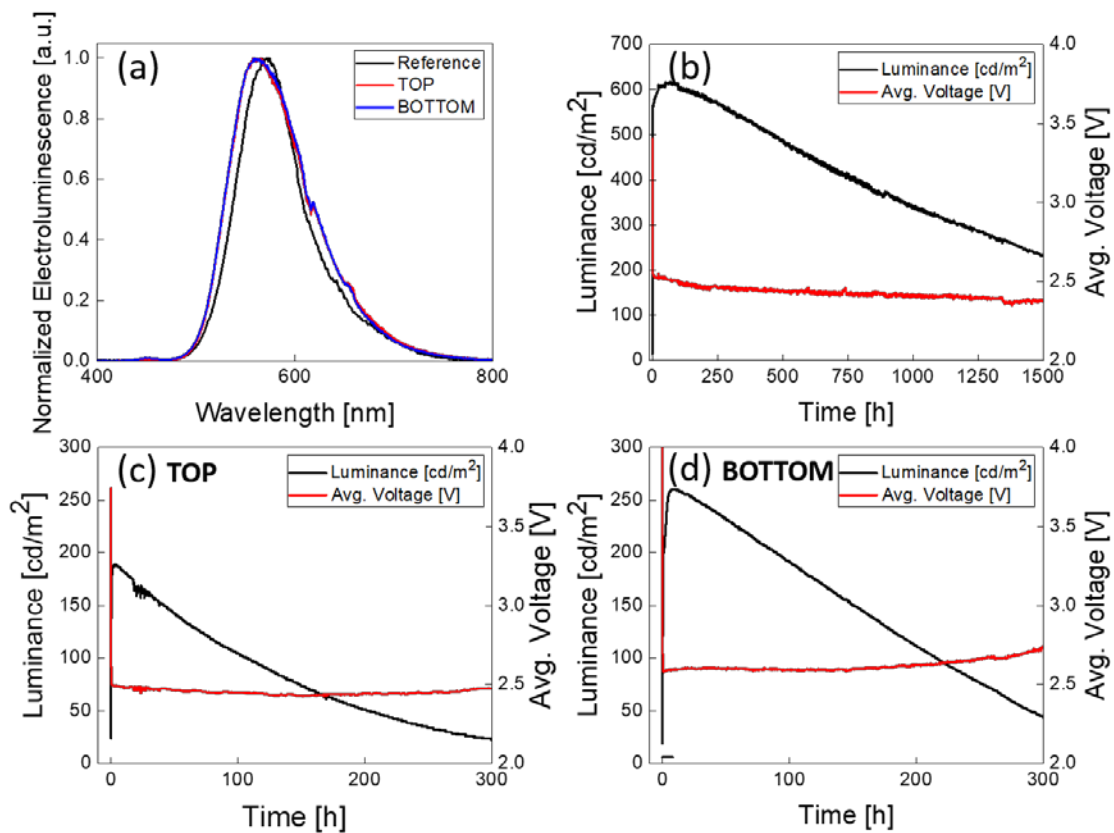 (a)
Reference
TOP
BOTTOM
Normalized Electroluminescence [a.u.]
1.0
0.8
0.6
0.4
0.2
0.0
400
600
800
Wavelength [nm]
(b)
Luminance [cd/m²]
Avg. Voltage [V]
Luminance [cd/m²]
700
600
500
400
300
200
100
0
4.0
3.5
3.0
2.5
2.0
Avg. Voltage [V]
0
250
500
750
1000
1250
1500
Time [h]
(c) TOP
Luminance [cd/m²]
Avg. Voltage [V]
Luminance [cd/m²]
300
250
200
150
100
50
0
4.0
3.5
3.0
2.5
2.0
Avg. Voltage [V]
0
100
200
300
Time [h]
(d) BOTTOM
Luminance [cd/m²]
Avg. Voltage [V]
Luminance [cd/m²]
300
250
200
150
100
50
0
4.0
3.5
3.0
2.5
2.0
Avg. Voltage [V]
0
100
200
300
Time [h]